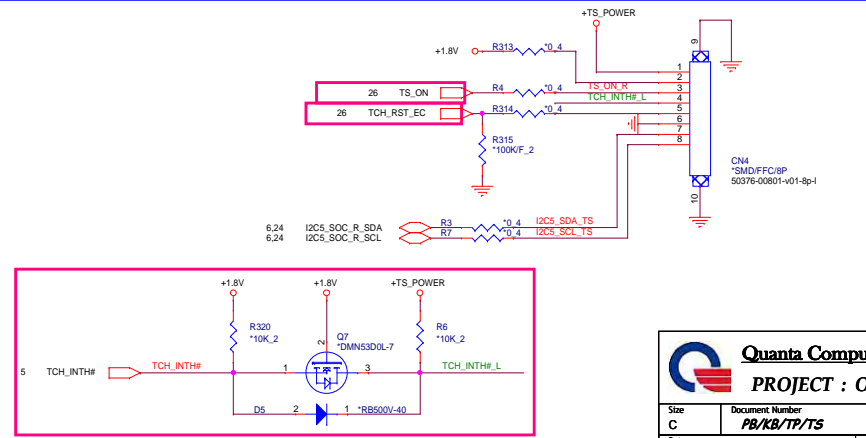 +TS_POWER
+1.8V
R313
*0_4
9
1
2
3
4
5
6
7
8
26 TS_ON
R4
*0_4
TS_ON_R
TCH_INTH#_L
26 TCH_RST_EC
R314
*0_4
R315
*100K/F_2
CN4
*SMD/FFC/8P
50376-00801-v01-8p-l
10
6,24 I2C5_SOC_R_SDA
R3
*0_4
I2C5_SDA_TS
6,24 I2C5_SOC_R_SCL
R7
*0_4
I2C5_SCL_TS
+1.8V
+1.8V
+TS_POWER
R320
*10K_2
2
Q7
*DMN53D0L-7
R6
*10K_2
5 TCH_INTH#
TCH_INTH#
1
3
TCH_INTH#_L
D5
2
1
*RB500V-40
Quanta Compu
PROJECT : O
Size
C
Document Number
PB/KB/TP/TS